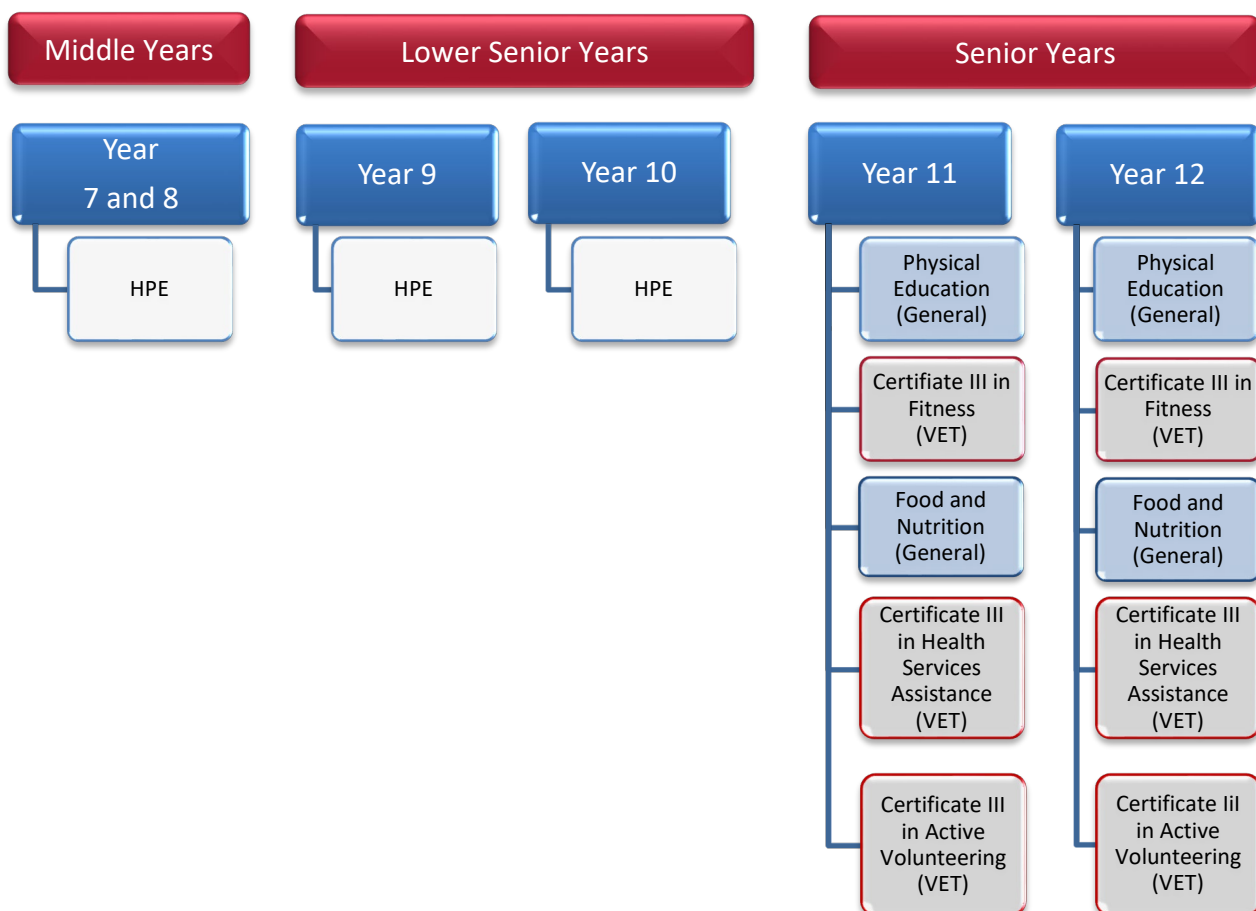 Middle Years
Lower Senior Years
Senior Years
Year
7 and 8
HPE
Year 9
HPE
Year 10
HPE
Year 11
Physical
Education
(General)
Certifiate III in
Fitness
(VET)
Food and
Nutrition
(General)
Certificate III
in Health
Services
Assistance
(VET)
Certificate III
in Active
Volunteering
(VET)
Year 12
Physical
Education
(General)
Certificate III in
Fitness
(VET)
Food and
Nutrition
(General)
Certificate III
in Health
Services
Assistance
(VET)
Certificate IiI
in Active
Volunteering
(VET)